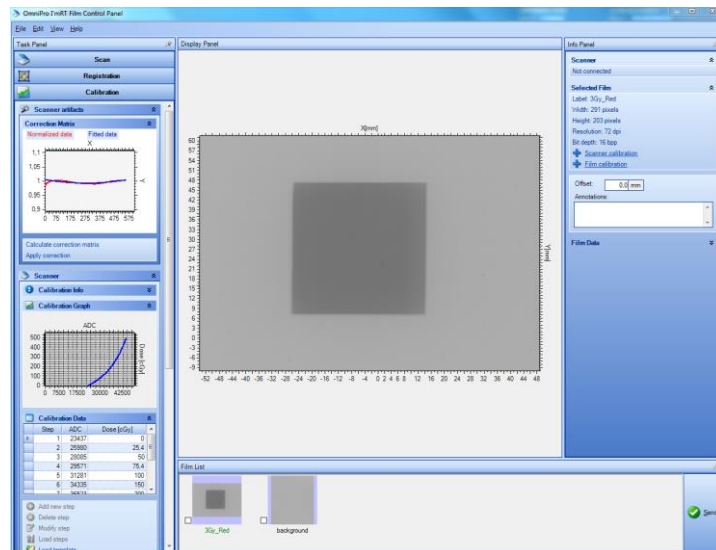 OmniPro I'mRT Film Control Panel
File Edit View Help
Task Panel
Scan
Registration
Calibration
Scanner artifacts
Correction Matrix
Normalized data Fitted data
X
1,1
1,05
1
0,95
0,9
Y
0 75 175 275 375 475 575
Calculate correction matrix
Apply correction
Scanner
Calibration Info
Calibration Graph
ADC
500
400
300
200
100
0
Dose [cGy]
0 7500 17500 30000 42500
Calibration Data
Step ADC Dose [cGy]
1 23437 0
2 25980 25,4
3 28085 50
4 29571 75,4
5 31281 100
6 34335 150
Add new step
Delete step
Modify step
Load steps
Load template
Display Panel
X[mm]
60
57
54
51
48
45
42
39
36
33
30
27
24
21
18
15
12
9
6
3
0
-3
-6
-9
Y[mm]
-52 -48 -44 -40 -36 -32 -28 -24 -20 -16 -12 -8 -4 0 2 4 6 8 12 16 20 24 28 32 36 40 44 48
Film List
3Gy_Red
background
Info Panel
Scanner
Not connected
Selected Film
Label: 3Gy_Red
Width: 291 pixels
Height: 203 pixels
Resolution: 72 dpi
Bit depth: 16 bpp
Scanner calibration
Film calibration
Offset: 0.0 mm
Annotations:
Film Data